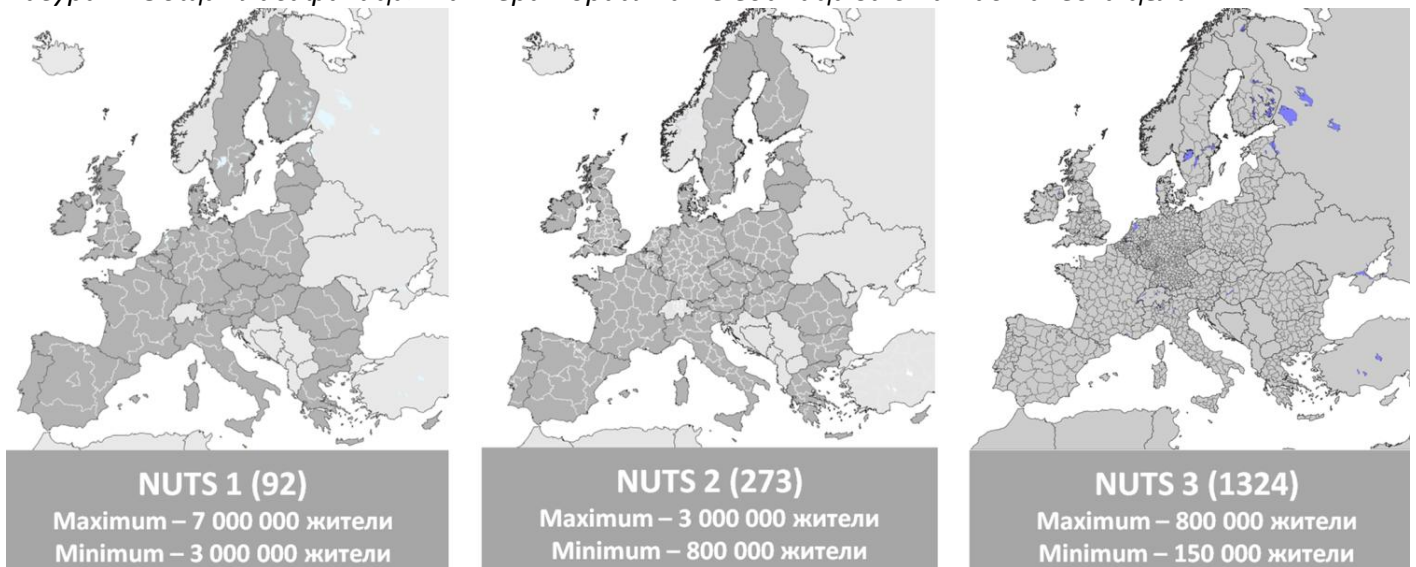 NUTS 1 (92)
Maximum – 7 000 000 жители
Minimum – 3 000 000 жители
NUTS 2 (273)
Maximum – 3 000 000 жители
Minimum – 800 000 жители
NUTS 3 (1324)
Maximum – 800 000 жители
Minimum – 150 000 жители